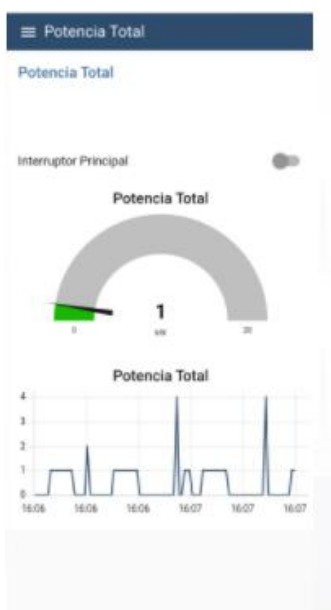 Potencia Total
Potencia Total
Interruptor Principal
Potencia Total
1
0 kW 20
Potencia Total
4
3
2
1
0
16:06 16:06 16:06 16:07 16:07 16:07